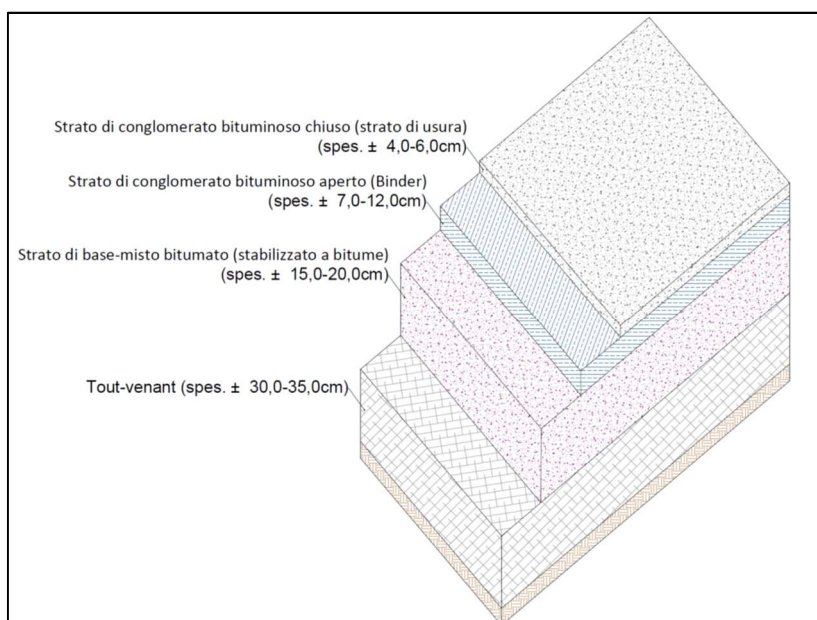 Strato di conglomerato bituminoso chiuso (strato di usura)
(spes. ± 4,0-6,0cm)
Strato di conglomerato bituminoso aperto (Binder)
(spes. ± 7,0-12,0cm)
Strato di base-misto bitumato (stabilizzato a bitume)
(spes. ± 15,0-20,0cm)
Tout-venant (spes. ± 30,0-35,0cm)